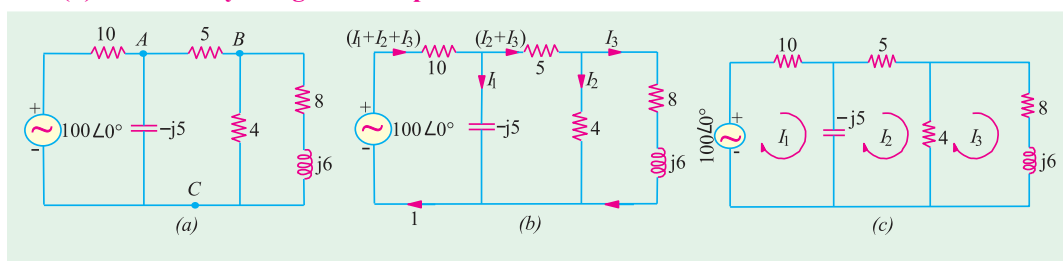 10 A 5 B
8
+
100∠0° -j5 4
-
j6
C
(a)
(I₁+I₂+I₃) (I₂+I₃) I₃
10 5
I₁ I₂
8
+
100∠0° -j5 4
-
j6
1
(b)
10 5
8
+
100∠0° -j5
I₁ I₂ 4 I₃
-
j6
(c)